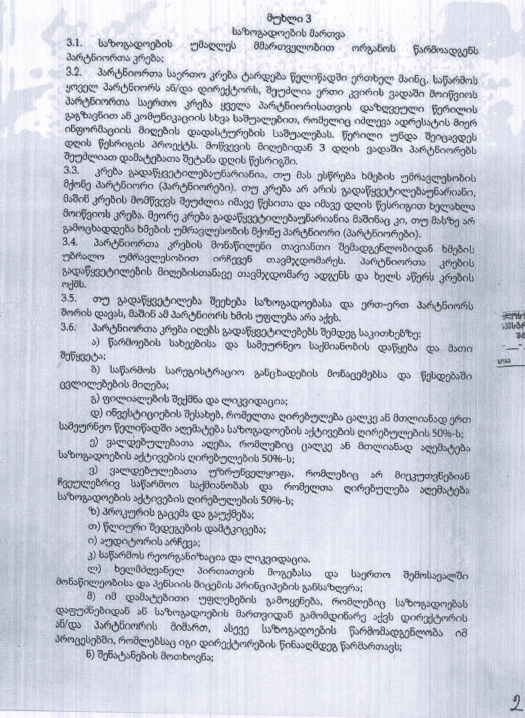 მუხლი 3
საზოგადოების მართვა
3.1. საზოგადოების უმაღლეს მმართველობით ორგანოს წარმოადგენს
პარტნიორთა კრება;
3.2. პარტნიორთა საერთო კრება ტარდება წელიწადში ერთხელ მაინც. საწარმოს
ყოველ პარტნიორს ან/და დირექტორს, შეუძლია ერთი კვირის ვადაში მოიწვიოს
პარტნიორთა საერთო კრება ყველა პარტნიორისათვის დაზღვეული წერილის
გაგზავნით ან კომუნიკაციის სხვა საშუალებით, რომელიც იძლევა ადრესატის მიერ
ინფორმაციის მიღების დადასტურების საშუალებას. წერილი უნდა შეიცავდეს
დღის წესრიგის პროექტს. მოწვევის მიღებიდან 3 დღის ვადაში პარტნიორებს
შეუძლიათ დამატებათა შეტანა დღის წესრიგში.
3.3. კრება გადაწყვეტილებაუნარიანია, თუ მას ესწრება ხმების უმრავლესობის
მქონე პარტნიორი (პარტნიორები). თუ კრება არ არის გადაწყვეტილებაუნარიანი,
მაშინ კრების მომწვევს შეუძლია იმავე წესითა და იმავე დღის წესრიგით ხელახლა
მოიწვიოს კრება. მეორე კრება გადაწყვეტილებაუნარიანია მაშინაც კი, თუ მასზე არ
გამოცხადდება ხმების უმრავლესობის მქონე პარტნიორი (პარტნიორები).
3.4. პარტნიორთა კრების მონაწილენი თავიანთი შემადგენლობიდან ხმების
უბრალო უმრავლესობით ირჩევენ თავმჯდომარეს. პარტნიორთა კრების
გადაწყვეტილების მიღებისთანავე თავმჯდომარე ადგენს და ხელს აწერს კრების
ოქმს.
3.5. თუ გადაწყვეტილება შეეხება საზოგადოებასა და ერთ-ერთ პარტნიორს
შორის დავას, მაშინ ამ პარტნიორს ხმის უფლება არა აქვს.
3.6. პარტნიორთა კრება იღებს გადაწყვეტილებებს შემდეგ საკითხებზე:
ა) წარმოების სახეებისა და სამეურნეო საქმიანობის დაწყება და მათი
შეწყვეტა;
ბ) საწარმოს სარეგისტრაციო განცხადების მონაცემებსა და წესდებაში
ცვლილებების მიღება;
გ) ფილიალების შექმნა და ლიკვიდაცია;
დ) ინვესტიციების შესახებ, რომელთა ღირებულება ცალკე ან მთლიანად ერთ
სამეურნეო წელიწადში აღემატება საზოგადოების აქტივების ღირებულების 50%-ს;
ე) ვალდებულებათა აღება, რომლებიც ცალკე ან მთლიანად აღემატება
საზოგადოების აქტივების ღირებულების 50%-ს;
ვ) ვალდებულებათა უზრუნველყოფა, რომლებიც არ მიეკუთვნებიან
ჩვეულებრივ საწარმოო საქმიანობას და რომელთა ღირებულება აღემატება
საზოგადოების აქტივების ღირებულების 50%-ს;
ზ) პროკურის გაცემა და გაუქმება;
თ) წლიური შედეგების დამტკიცება;
ი) აუდიტორის არჩევა;
კ) საწარმოს რეორგანიზაცია და ლიკვიდაცია.
ლ) ხელმძღვანელ პირთათვის მოგებასა და საერთო შემოსავალში
მონაწილეობისა და პენსიის მიცემის პრინციპების განსაზღვრა;
მ) იმ დამატებითი უფლებების გამოყენება, რომლებიც საზოგადოებას
დაფუძნებიდან ან საზოგადოების მართვიდან გამომდინარე აქვს დირექტორის
ან/და პარტნიორის მიმართ, ასევე საზოგადოების წარმომადგენლობა იმ
პროცესებში, რომლებსაც იგი დირექტორების წინააღმდეგ წარმართავს;
ნ) შენატანების მოთხოვნა;
2